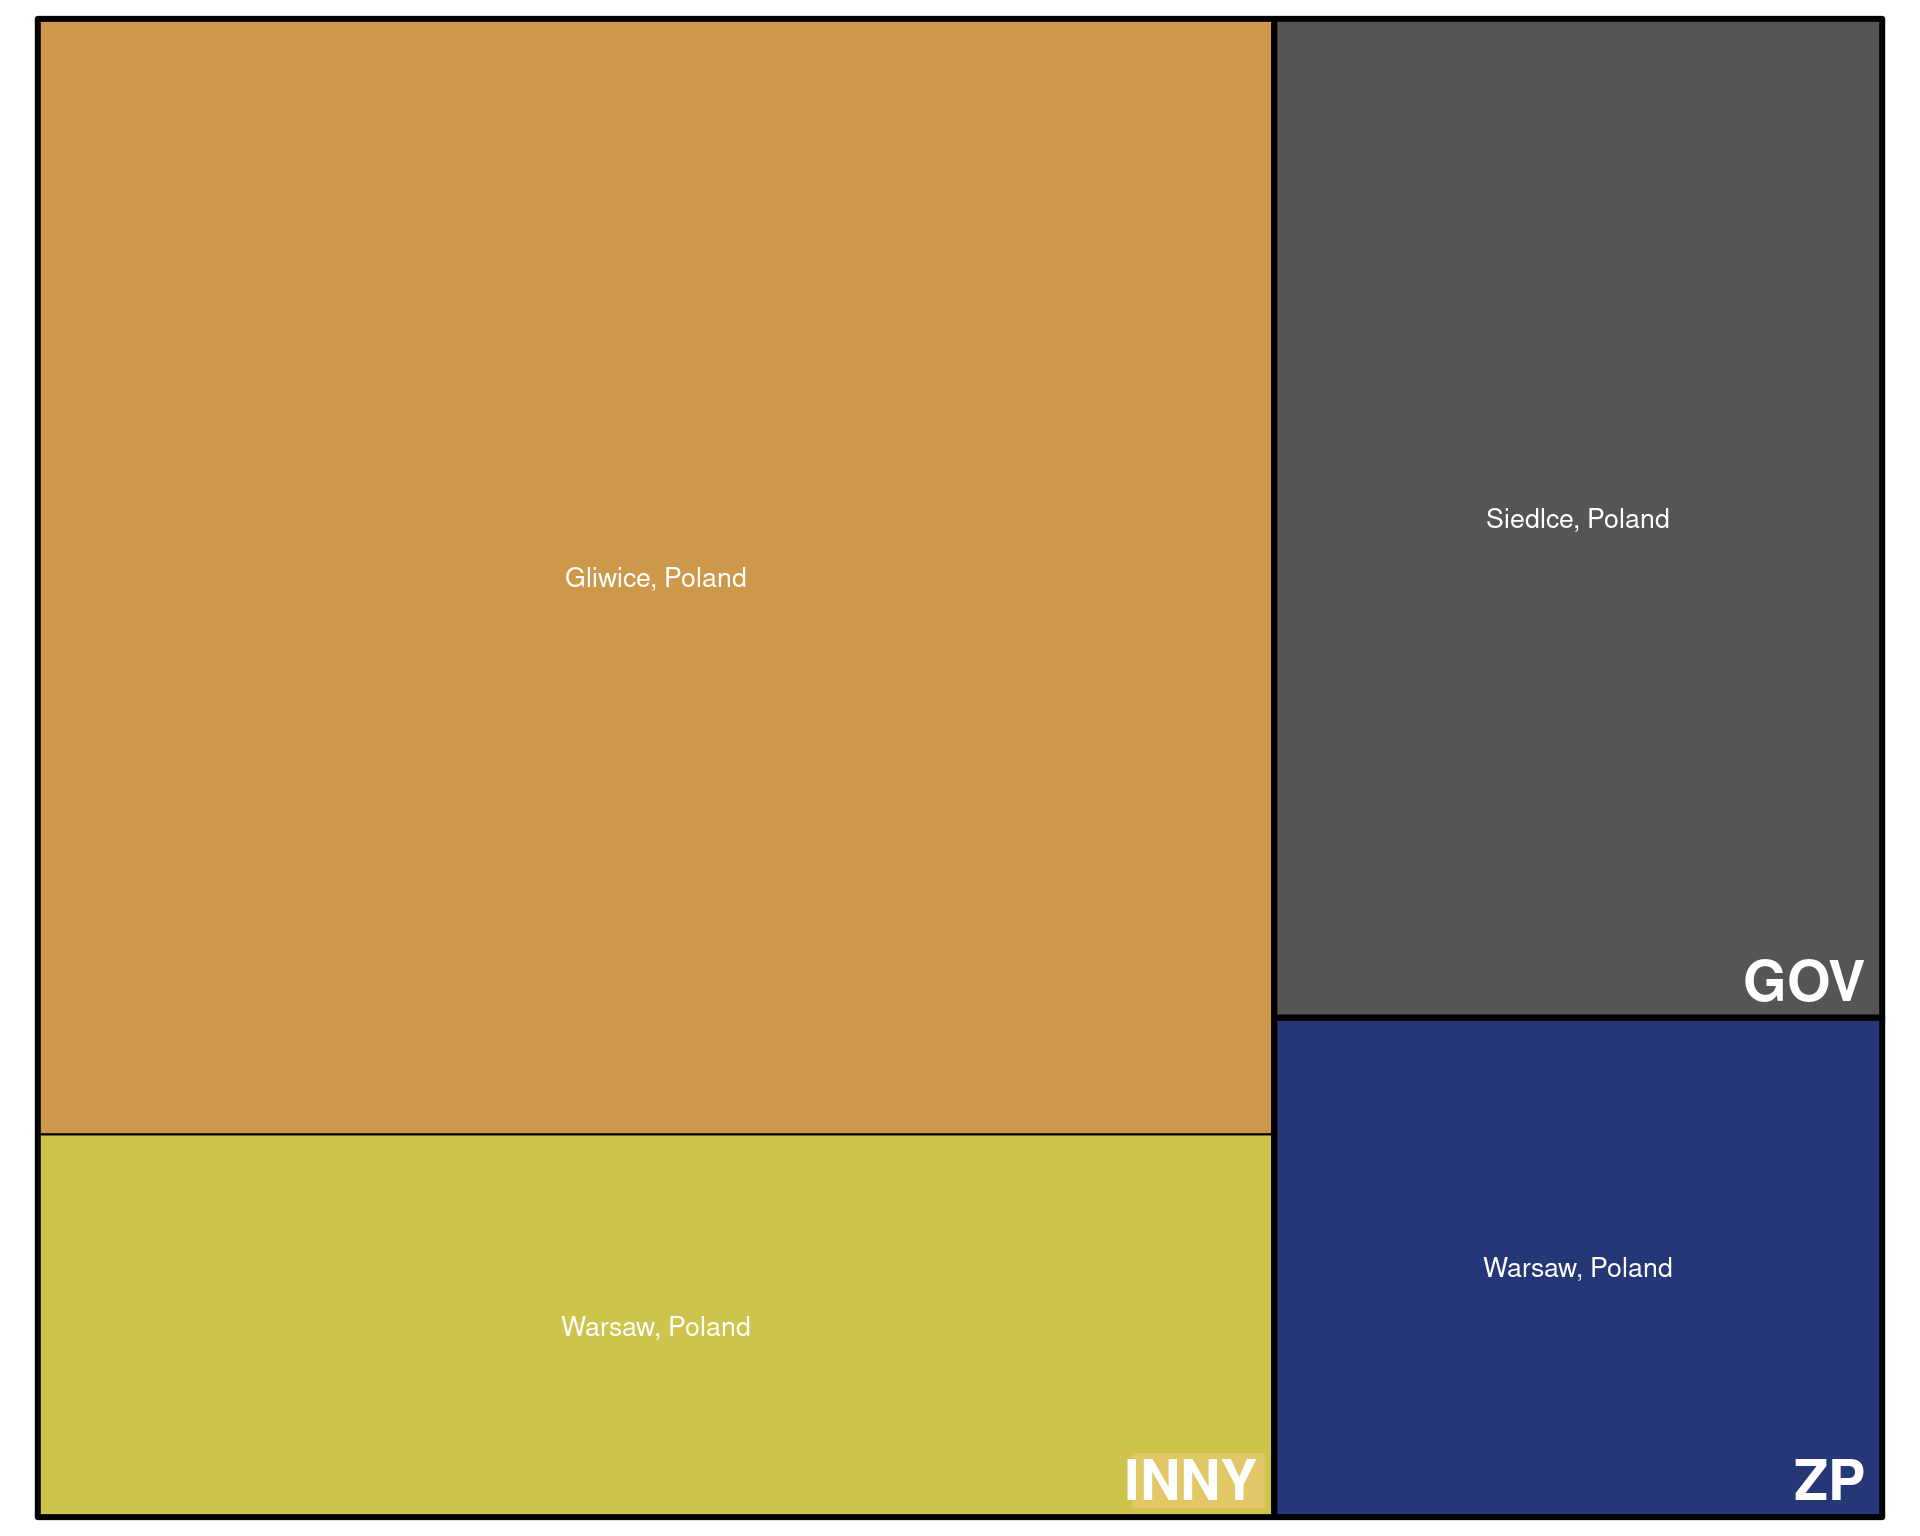 Gliwice, Poland
Warsaw, Poland
INNY
Siedlce, Poland
GOV
Warsaw, Poland
ZP